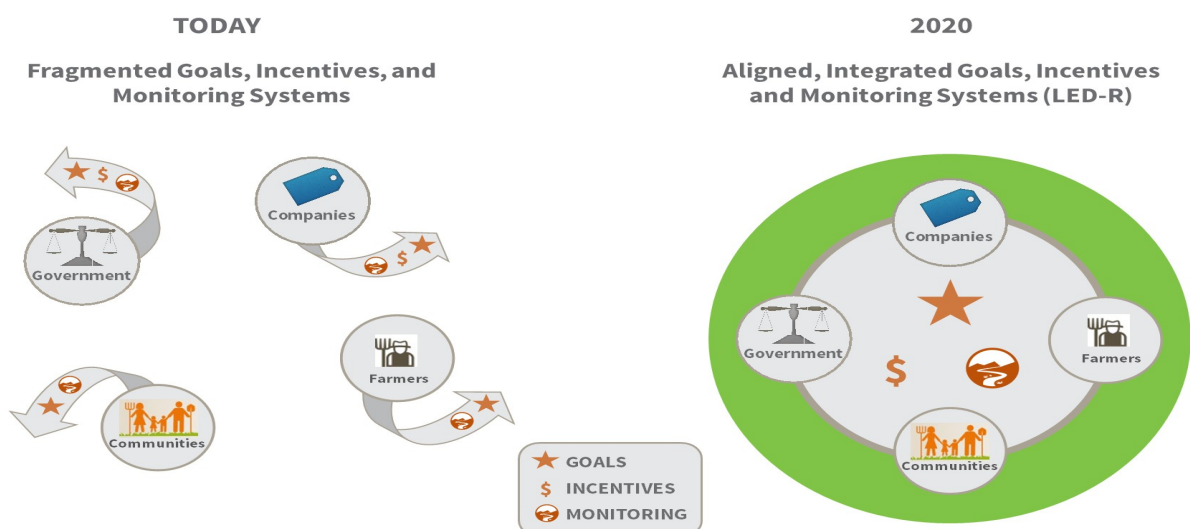 TODAY
Fragmented Goals, Incentives, and
Monitoring Systems
$
Government
Companies
$
Farmers
Communities
GOALS
$ INCENTIVES
MONITORING
2020
Aligned, Integrated Goals, Incentives
and Monitoring Systems (LED-R)
Companies
Government
Farmers
$
Communities